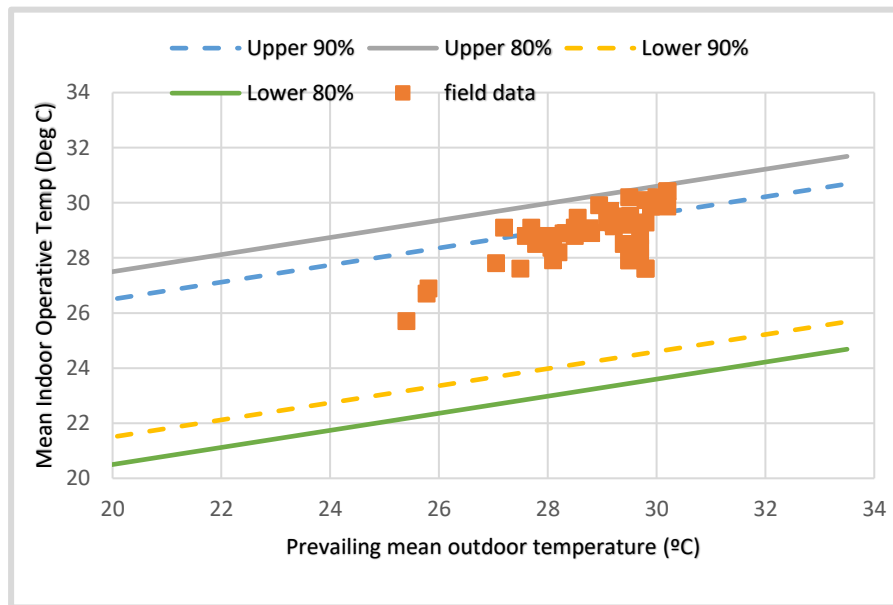 Upper 90% Upper 80% Lower 90%
Lower 80% field data
34
32
30
28
26
24
22
20
20 22 24 26 28 30 32 34
Mean Indoor Operative Temp (Deg C)
Prevailing mean outdoor temperature (ºC)